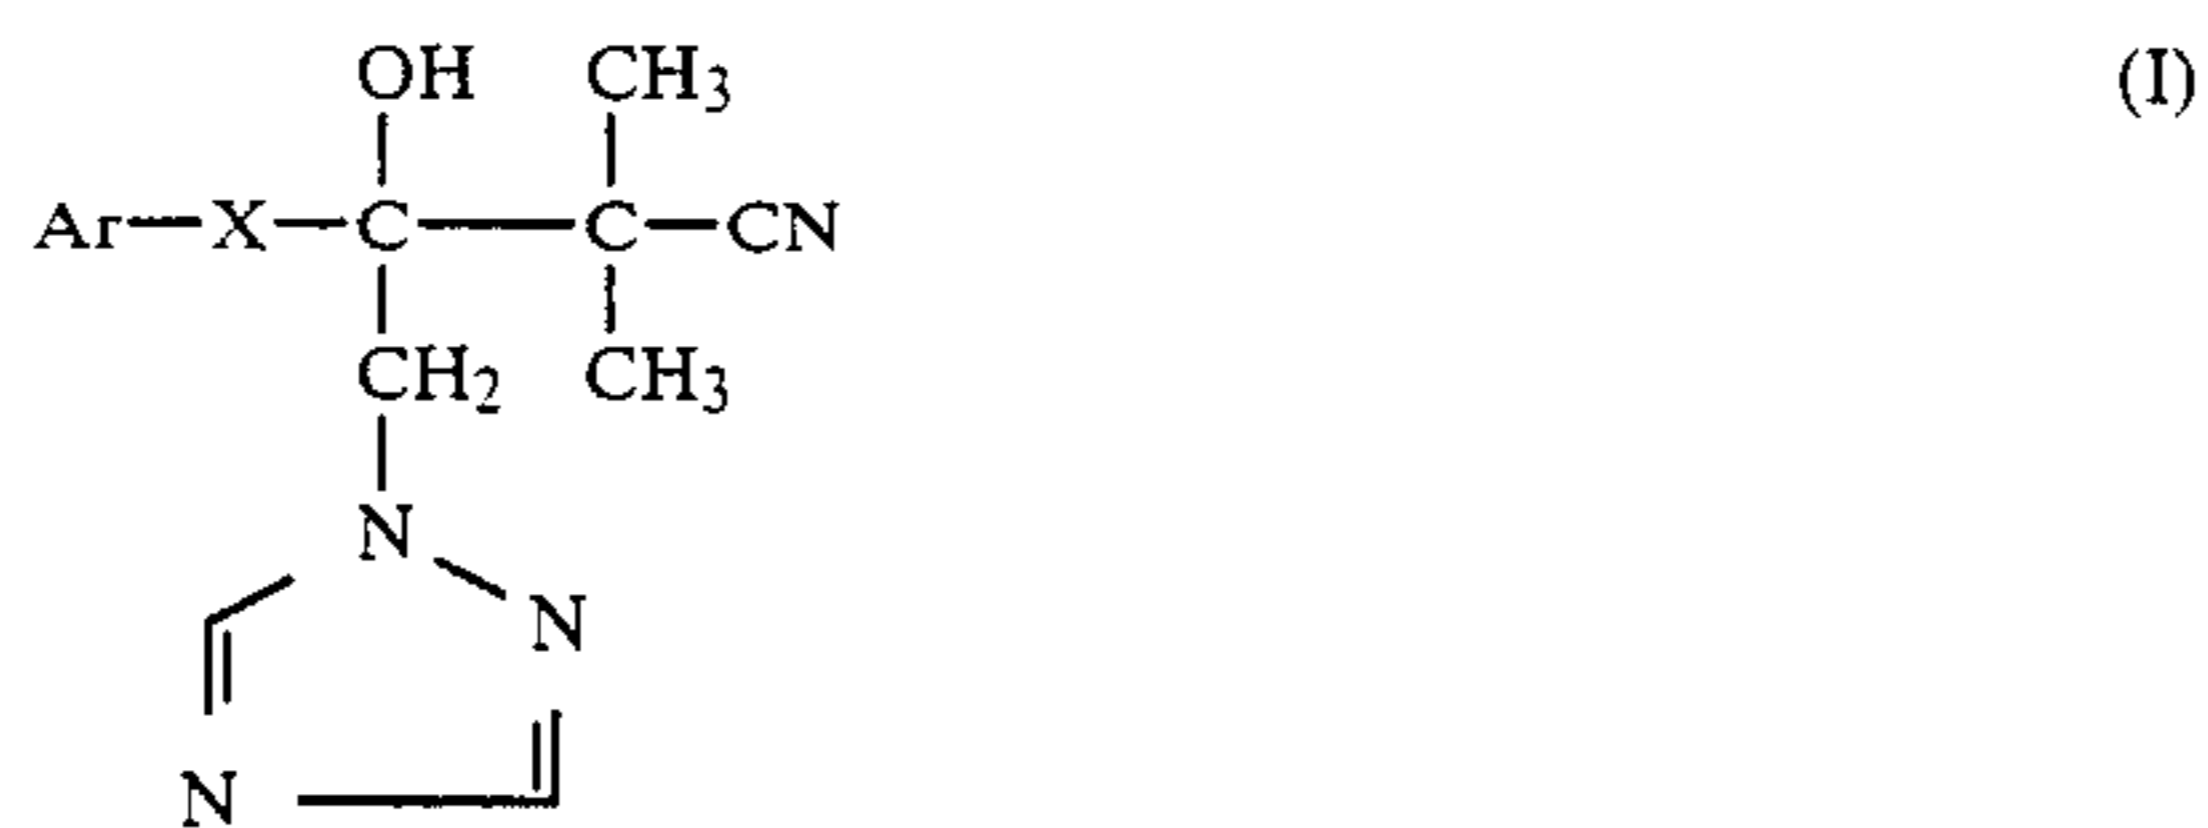 OH CH₃ (I)
Ar—X—C—C—CN
CH₂ CH₃
N
N
N